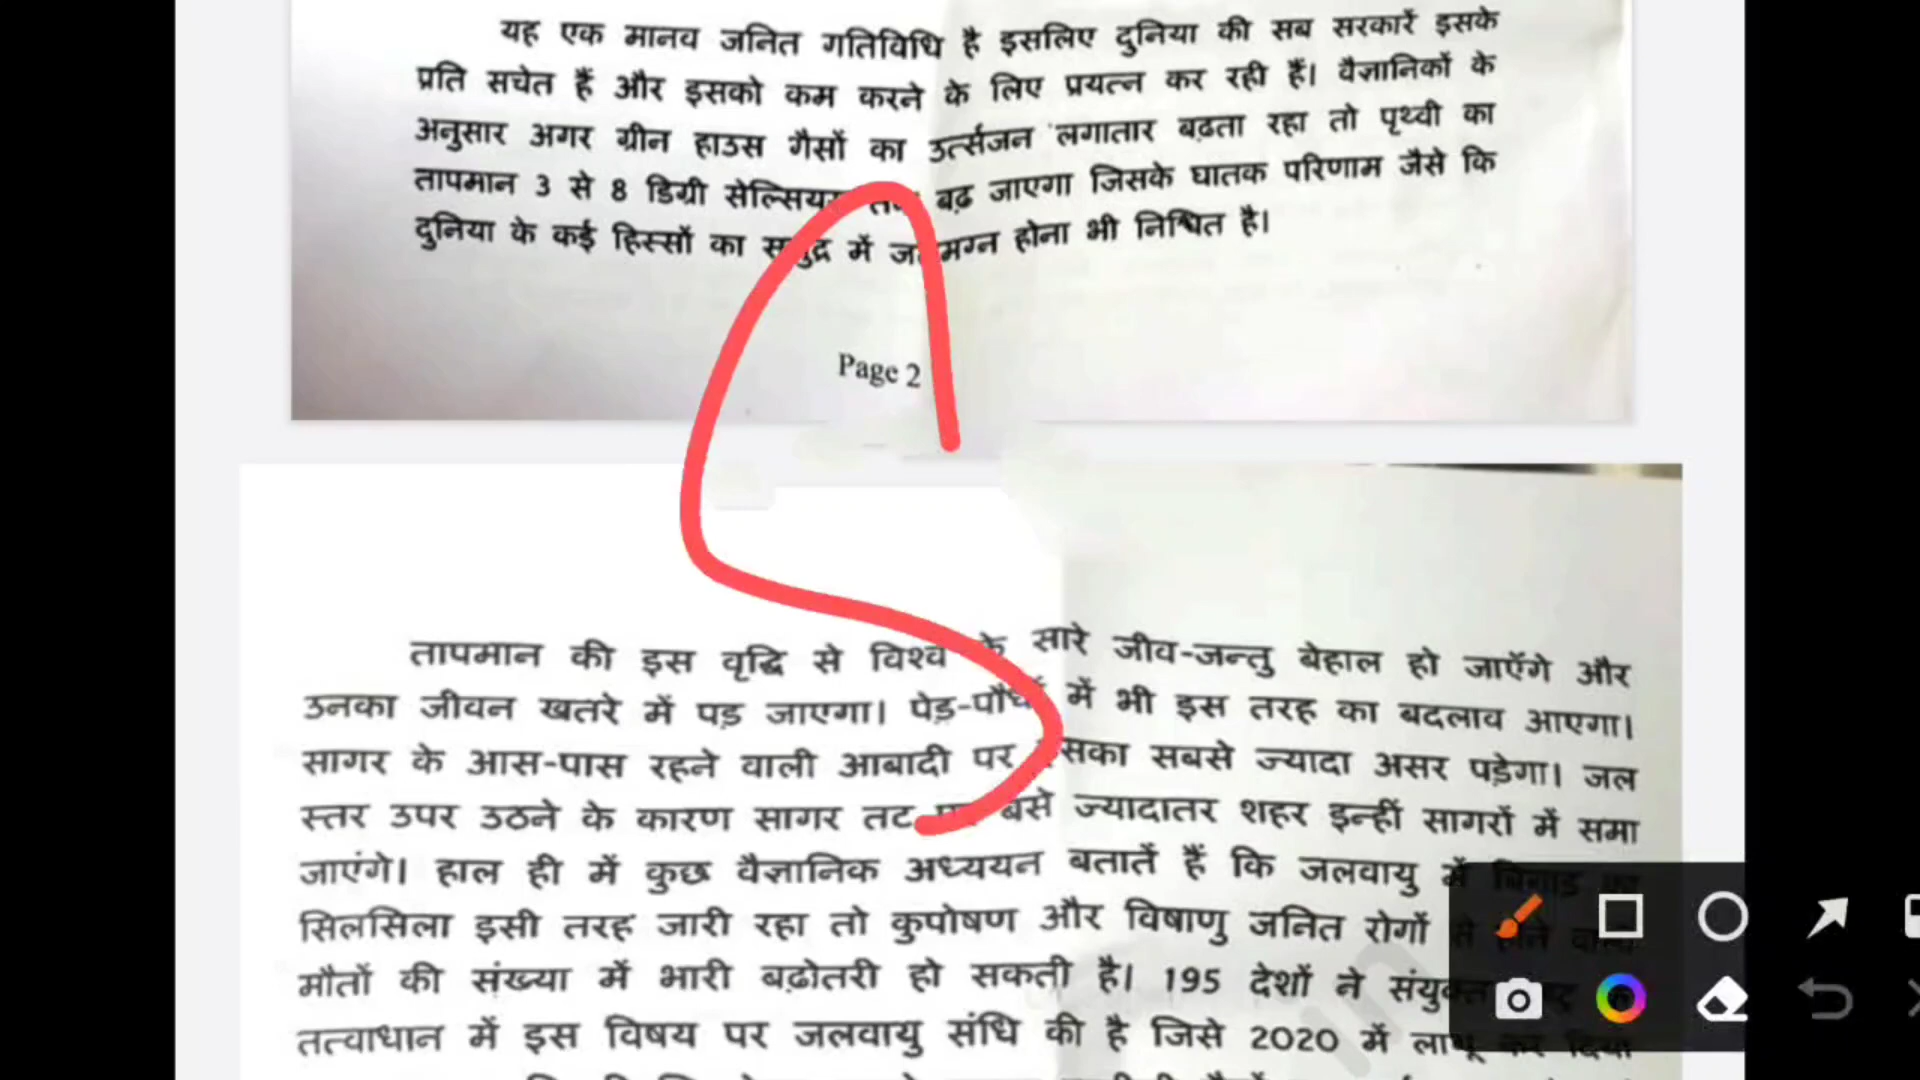 यह एक मानव जनित गतिविधि है इसलिए दुनिया की सब सरकारें इसके
प्रति सचेत हैं और इसको कम करने के लिए प्रयत्न कर रही हैं। वैज्ञानिकों के
अनुसार अगर ग्रीन हाउस गैसों का उर्त्सजन लगातार बढ़ता रहा तो पृथ्वी का
तापमान 3 से 8 डिग्री सेल्सियस तक बढ़ जाएगा जिसके घातक परिणाम जैसे कि
दुनिया के कई हिस्सों का समुद्र में जलमग्न होना भी निश्चित है।
Page 2
तापमान की इस वृद्धि से विश्व के सारे जीव-जन्तु बेहाल हो जाएँगे और
उनका जीवन खतरे में पड़ जाएगा। पेड़-पौधों में भी इस तरह का बदलाव आएगा।
सागर के आस-पास रहने वाली आबादी पर इसका सबसे ज्यादा असर पड़ेगा। जल
स्तर उपर उठने के कारण सागर तट पर बसे ज्यादातर शहर इन्हीं सागरों में समा
जाएंगे। हाल ही में कुछ वैज्ञानिक अध्ययन बतातें हैं कि जलवायु में बिगाड़ का
सिलसिला इसी तरह जारी रहा तो कुपोषण और विषाणु जनित रोगों से होने वाली
मौतों की संख्या में भारी बढ़ोतरी हो सकती है। 195 देशों ने संयुक्त
तत्वाधान में इस विषय पर जलवायु संधि की है जिसे 2020 में लागू कर दिया